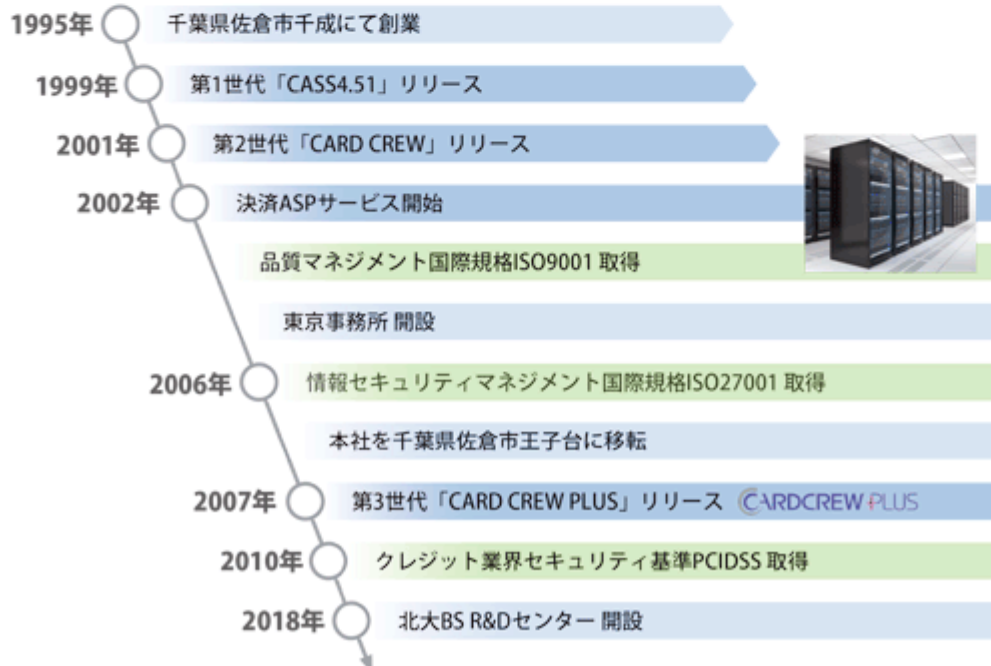 1995年 千葉県佐倉市千成にて創業
1999年 第1世代「CASS4.51」リリース
2001年 第2世代「CARD CREW」リリース
2002年 決済ASPサービス開始
品質マネジメント国際規格ISO9001 取得
東京事務所 開設
2006年 情報セキュリティマネジメント国際規格ISO27001 取得
本社を千葉県佐倉市王子台に移転
2007年 第3世代「CARD CREW PLUS」リリース CARDCREW PLUS
2010年 クレジット業界セキュリティ基準PCIDSS 取得
2018年 北大BS R&Dセンター 開設